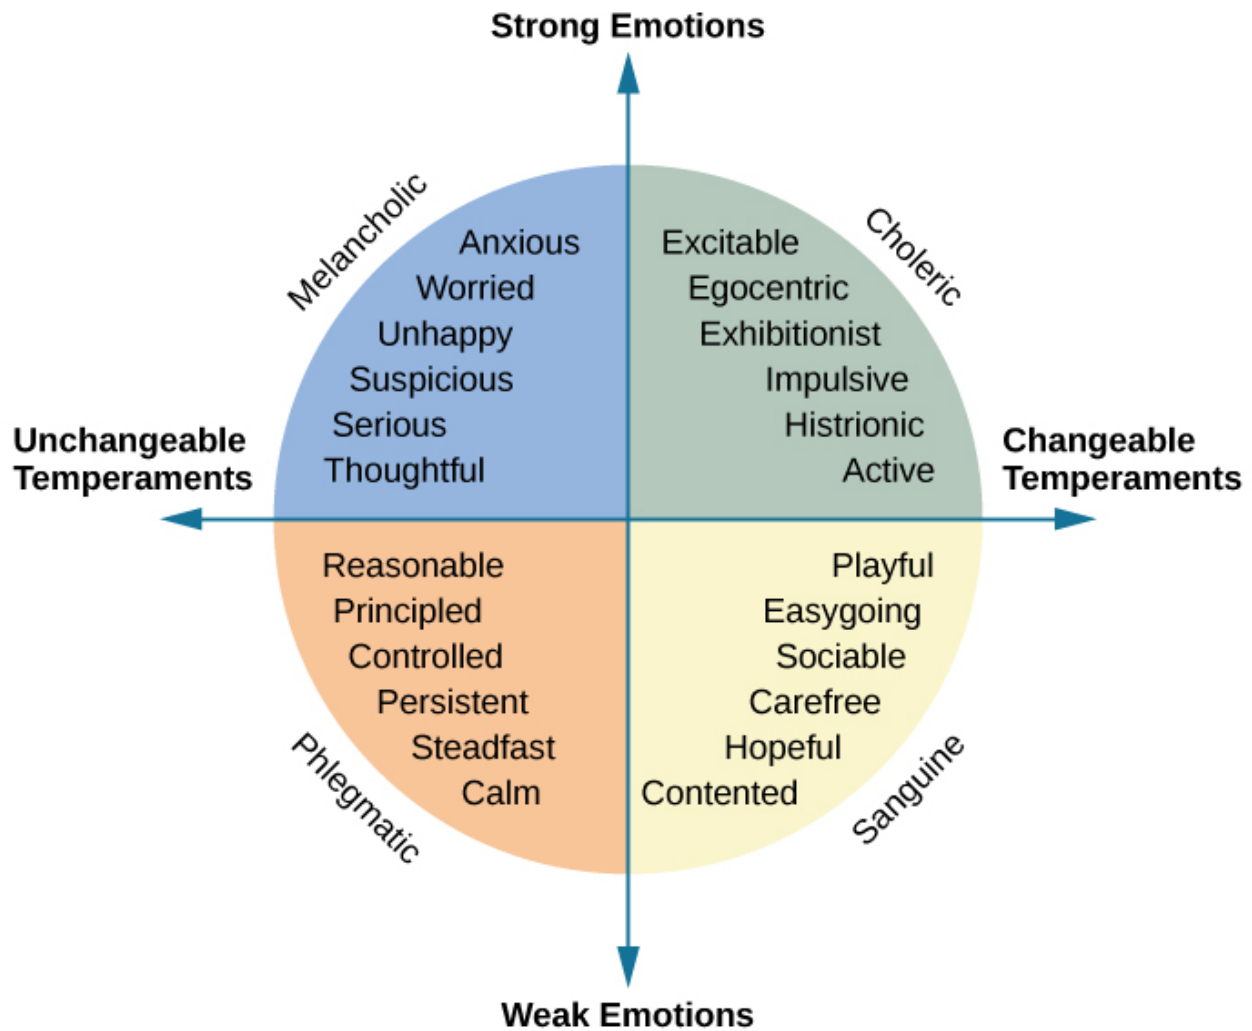 Strong Emotions
Melancholic
Anxious
Worried
Unhappy
Suspicious
Serious
Thoughtful
Choleric
Excitable
Egocentric
Exhibitionist
Impulsive
Histrionic
Active
Unchangeable
Temperaments
Changeable
Temperaments
Reasonable
Principled
Controlled
Persistent
Steadfast
Calm
Phlegmatic
Playful
Easygoing
Sociable
Carefree
Hopeful
Contented
Sanguine
Weak Emotions